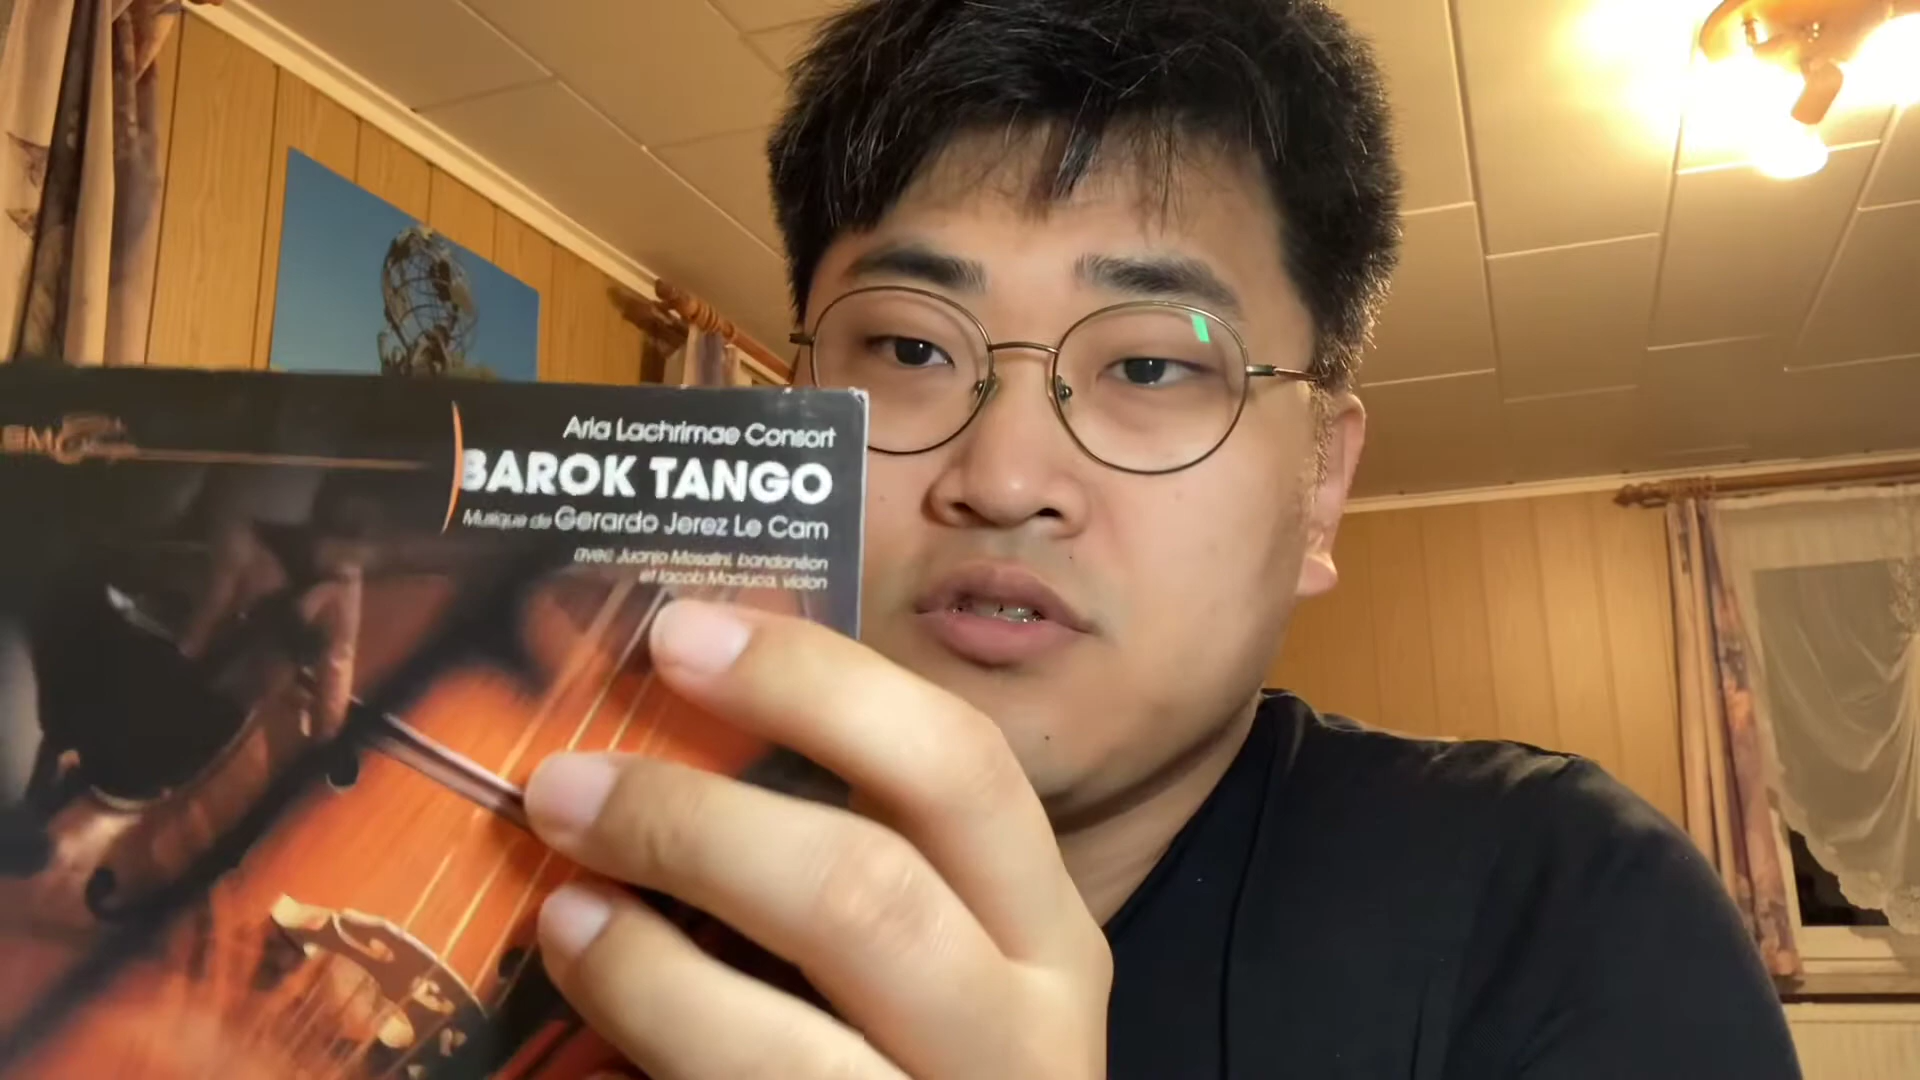 Aria Lachrimae Consort
BAROK TANGO
Musique de Gerardo Jerez Le Cam
avec Juanjo Mosalini, bandonéon
et Iacob Maciuca, violon